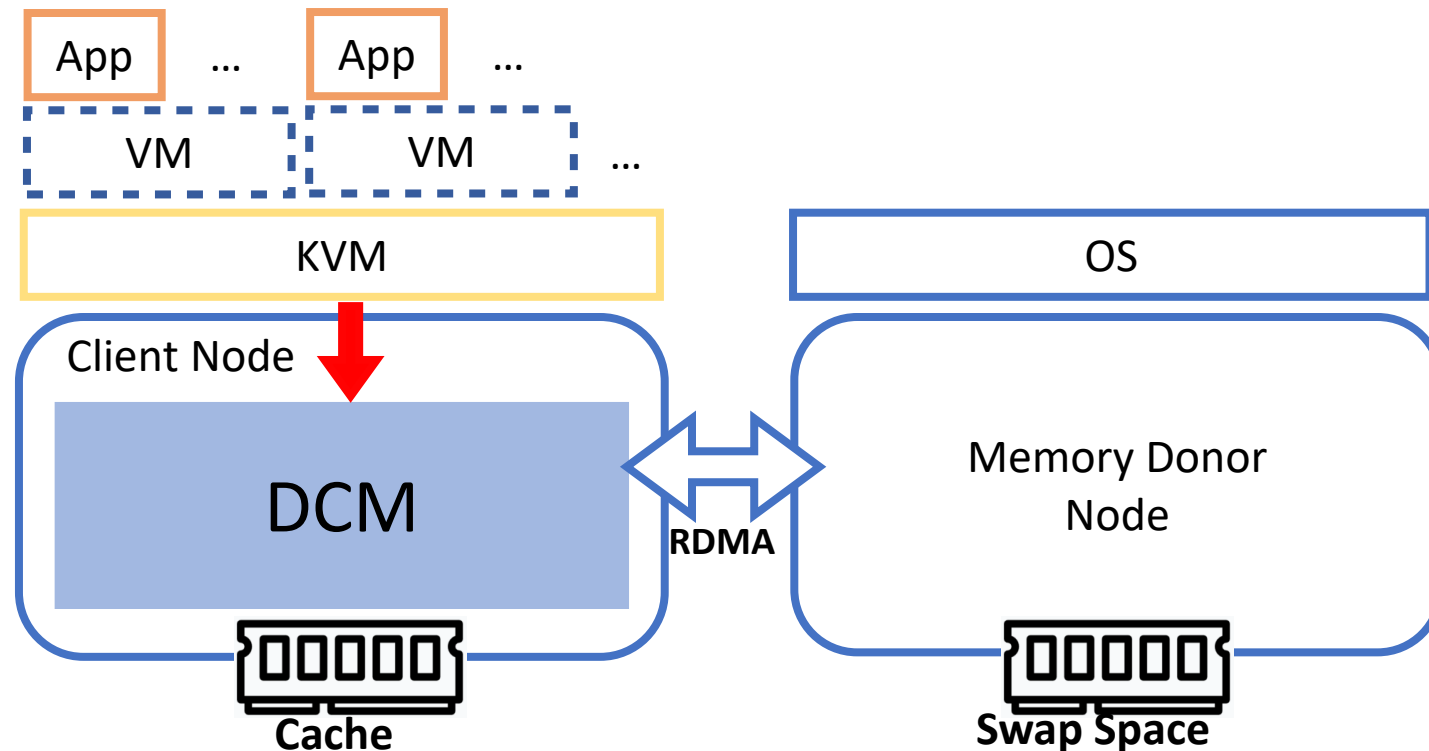 App ... App ...
VM VM ...
KVM
OS
Client Node
DCM
RDMA
Memory Donor
Node
Cache
Swap Space